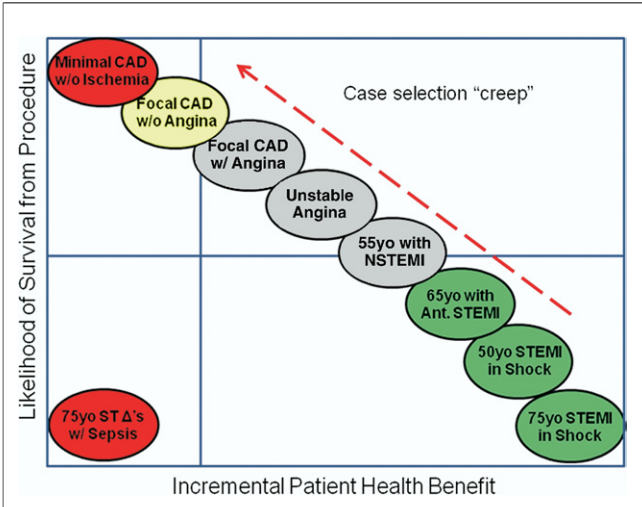 Likelihood of Survival from Procedure
Minimal CAD
w/o Ischemia
Focal CAD
w/o Angina
Case selection “creep”
Focal CAD
w/ Angina
Unstable
Angina
55yo with
NSTEMI
65yo with
Ant. STEMI
50yo STEMI
in Shock
75yo ST Δ's
w/ Sepsis
75yo STEMI
in Shock
Incremental Patient Health Benefit